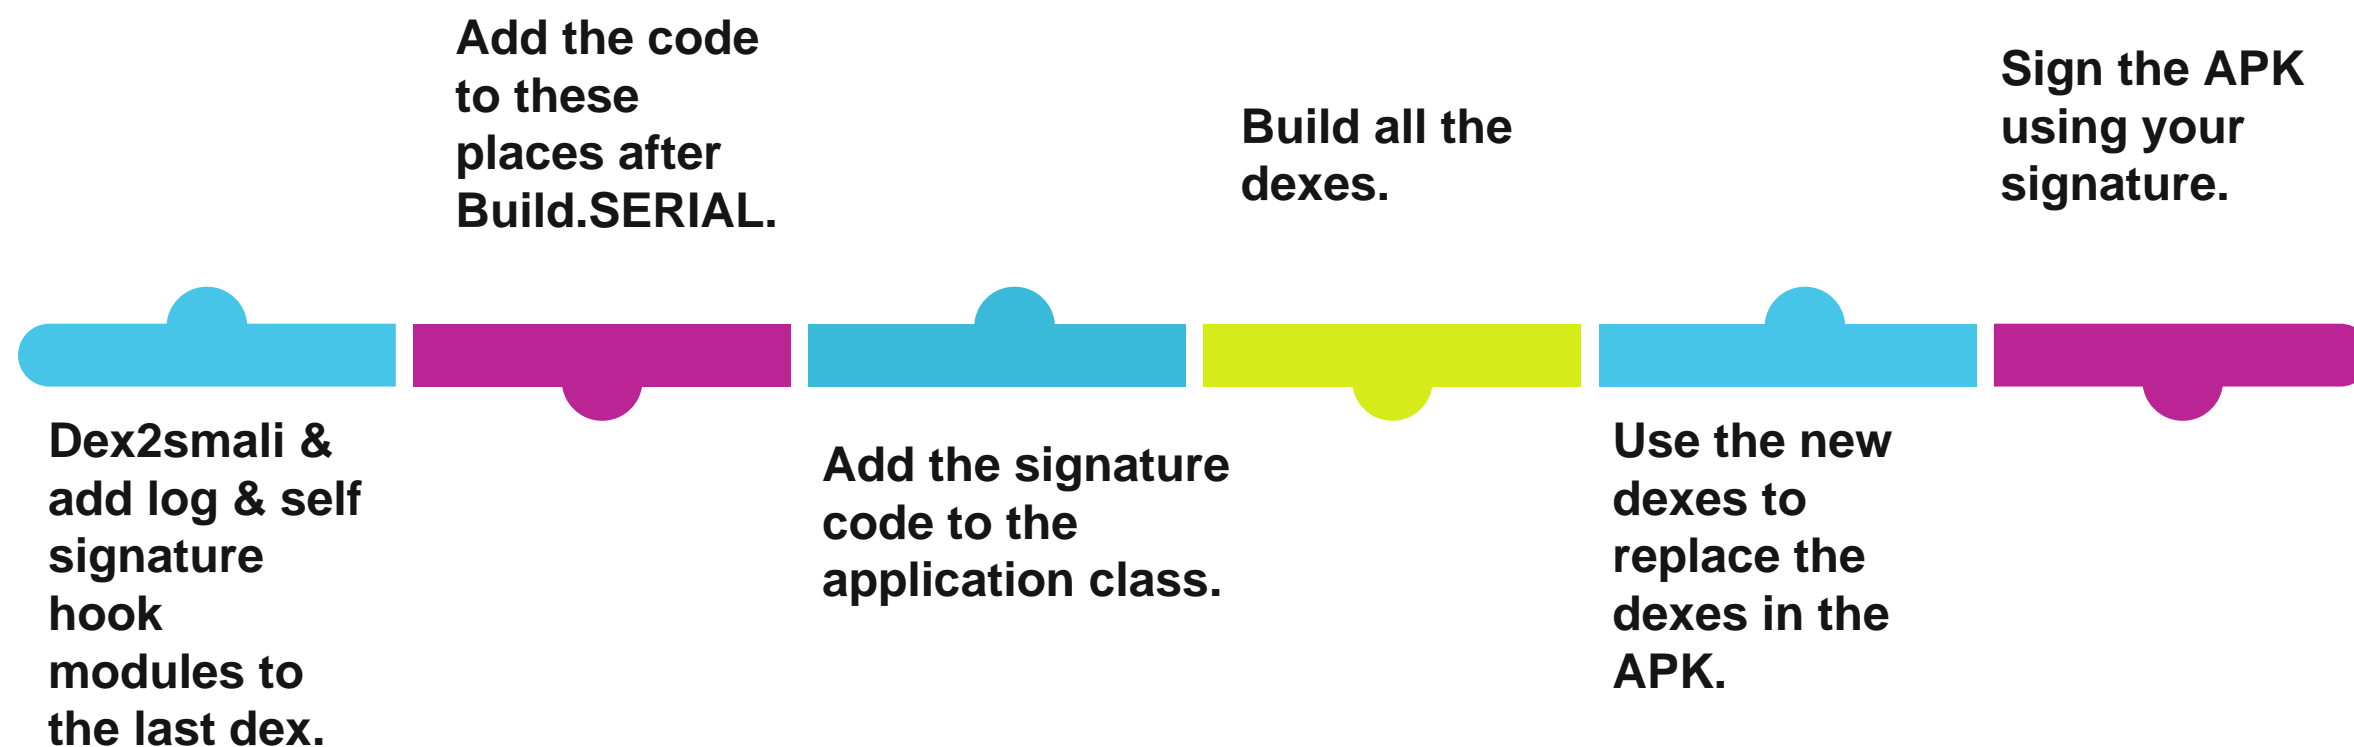 Dex2smali &
add log & self
signature
hook
modules to
the last dex.
Add the code
to these
places after
Build.SERIAL.
Add the signature
code to the
application class.
Build all the
dexes.
Use the new
dexes to
replace the
dexes in the
APK.
Sign the APK
using your
signature.